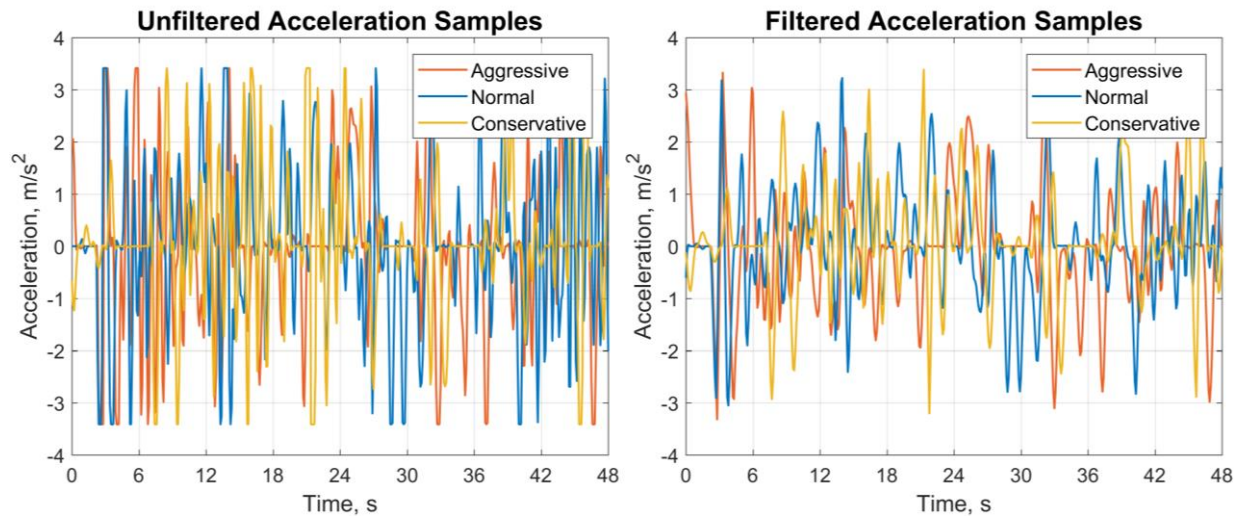 Unfiltered Acceleration Samples
4
3
2
1
0
-1
-2
-3
-4
Acceleration, m/s²
0 6 12 18 24 30 36 42 48
Time, s
Aggressive
Normal
Conservative
Filtered Acceleration Samples
4
3
2
1
0
-1
-2
-3
-4
Acceleration, m/s²
0 6 12 18 24 30 36 42 48
Time, s
Aggressive
Normal
Conservative